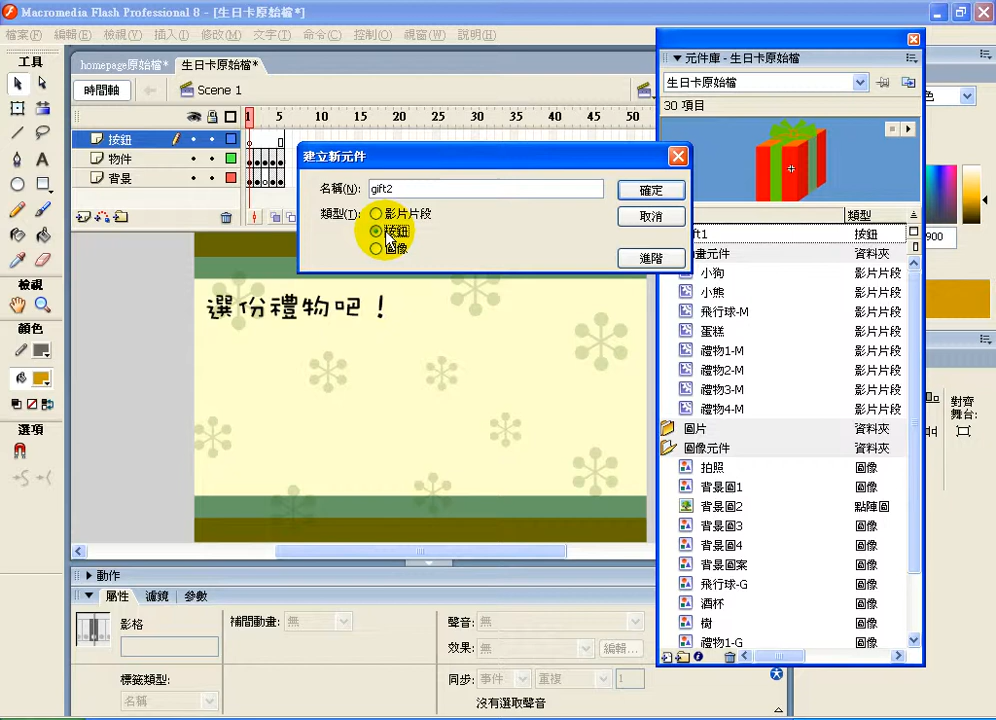 Macromedia Flash Professional 8 - [生日卡原始檔*]
檔案(F) 編輯(E) 檢視(V) 插入(I) 修改(M) 文字(T) 命令(C) 控制(O) 視窗(W) 說明(H)
工具
homepage原始檔* 生日卡原始檔*
時間軸 Scene 1
1 5 10 15 20 25 30 35 40 45 50
按鈕
物件
背景
建立新元件
名稱(N): gift2
類型(T): 影片片段
按鈕
圖像
確定
取消
進階
選份禮物吧！
檢視
顏色
選項
元件庫 - 生日卡原始檔
生日卡原始檔
30 項目
類型
按鈕
資料夾
小狗 影片片段
小熊 影片片段
飛行球-M 影片片段
蛋糕 影片片段
禮物1-M 影片片段
禮物2-M 影片片段
禮物3-M 影片片段
禮物4-M 影片片段
圖片 資料夾
圖像元件 資料夾
拍照 圖像
背景圖1 圖像
背景圖2 點陣圖
背景圖3 圖像
背景圖4 圖像
背景圖案 圖像
飛行球-G 圖像
酒杯 圖像
樹 圖像
禮物1-G 圖像
色
900
對齊
舞台:
動作
屬性 濾鏡 參數
影格
標籤類型:
名稱
補間動畫: 無
聲音: 無
效果: 無 編輯...
同步: 事件 重複 1
沒有選取聲音